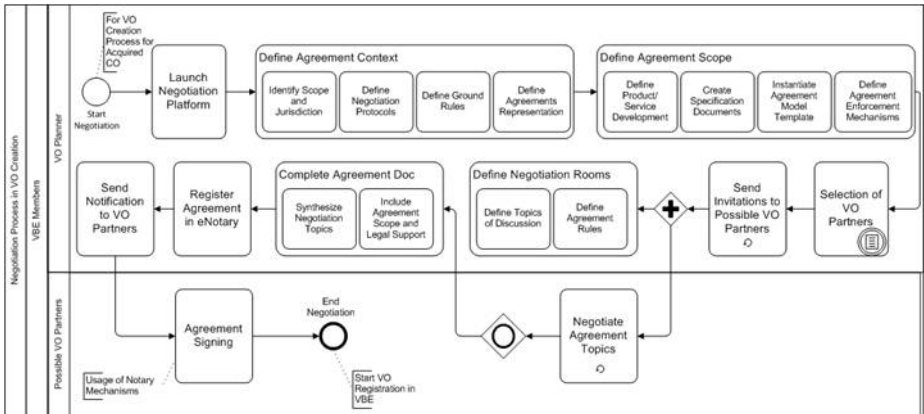 Negotiation Process in VO Creation
VBE Members
VO Planner
For VO
Creation
Process for
Acquired
CO
Start
Negotiation
Launch
Negotiation
Platform
Define Agreement Context
Identify Scope
and
Jurisdiction
Define
Negotiation
Protocols
Define Ground
Rules
Define
Agreements
Representation
Define Agreement Scope
Define
Product/
Service
Development
Create
Specification
Documents
Instantiate
Agreement
Model
Template
Define
Agreement
Enforcement
Mechanisms
Send
Notification
to VO
Partners
Register
Agreement
in eNotary
Complete Agreement Doc
Synthesize
Negotiation
Topics
Include
Agreement
Scope and
Legal Support
Define Negotiation Rooms
Define Topics
of Discussion
Define
Agreement
Rules
Send
Invitations to
Possible VO
Partners
Selection of
VO
Partners
Possible VO Partners
Agreement
Signing
Usage of Notary
Mechanisms
End
Negotiation
Start VO
Registration in
VBE
Negotiate
Agreement
Topics